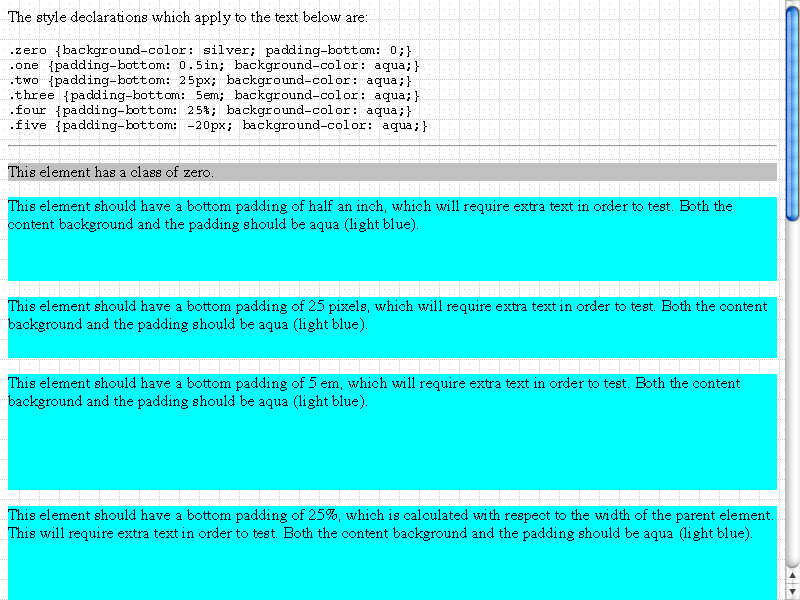 The style declarations which apply to the text below are:
.zero {background-color: silver; padding-bottom: 0;}
.one {padding-bottom: 0.5in; background-color: aqua;}
.two {padding-bottom: 25px; background-color: aqua;}
.three {padding-bottom: 5em; background-color: aqua;}
.four {padding-bottom: 25%; background-color: aqua;}
.five {padding-bottom: -20px; background-color: aqua;}
This element has a class of zero.
This element should have a bottom padding of half an inch, which will require extra text in order to test. Both the
content background and the padding should be aqua (light blue).
This element should have a bottom padding of 25 pixels, which will require extra text in order to test. Both the content
background and the padding should be aqua (light blue).
This element should have a bottom padding of 5 em, which will require extra text in order to test. Both the content
background and the padding should be aqua (light blue).
This element should have a bottom padding of 25%, which is calculated with respect to the width of the parent element.
This will require extra text in order to test. Both the content background and the padding should be aqua (light blue).